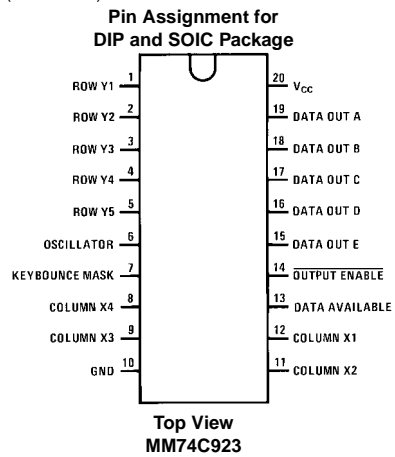 Pin Assignment for
DIP and SOIC Package
ROW Y1 1
ROW Y2 2
ROW Y3 3
ROW Y4 4
ROW Y5 5
OSCILLATOR 6
KEYBOUNCE MASK 7
COLUMN X4 8
COLUMN X3 9
GND 10
20 VCC
19 DATA OUT A
18 DATA OUT B
17 DATA OUT C
16 DATA OUT D
15 DATA OUT E
14 OUTPUT ENABLE
13 DATA AVAILABLE
12 COLUMN X1
11 COLUMN X2
Top View
MM74C923